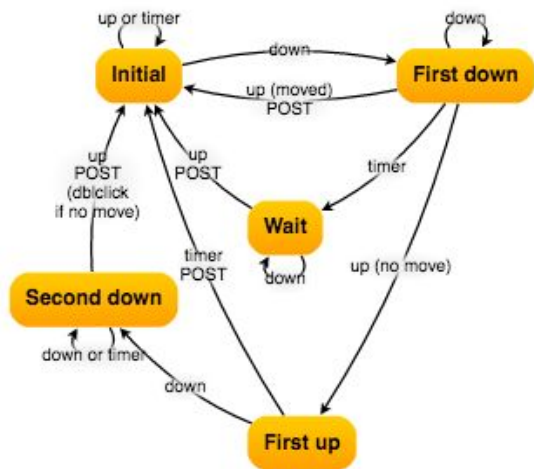 up or timer
down
down
Initial
First down
up (moved)
POST
up
POST
(dblclick
if no move)
up
POST
timer
Wait
timer
POST
down
up (no move)
Second down
down or timer
down
First up